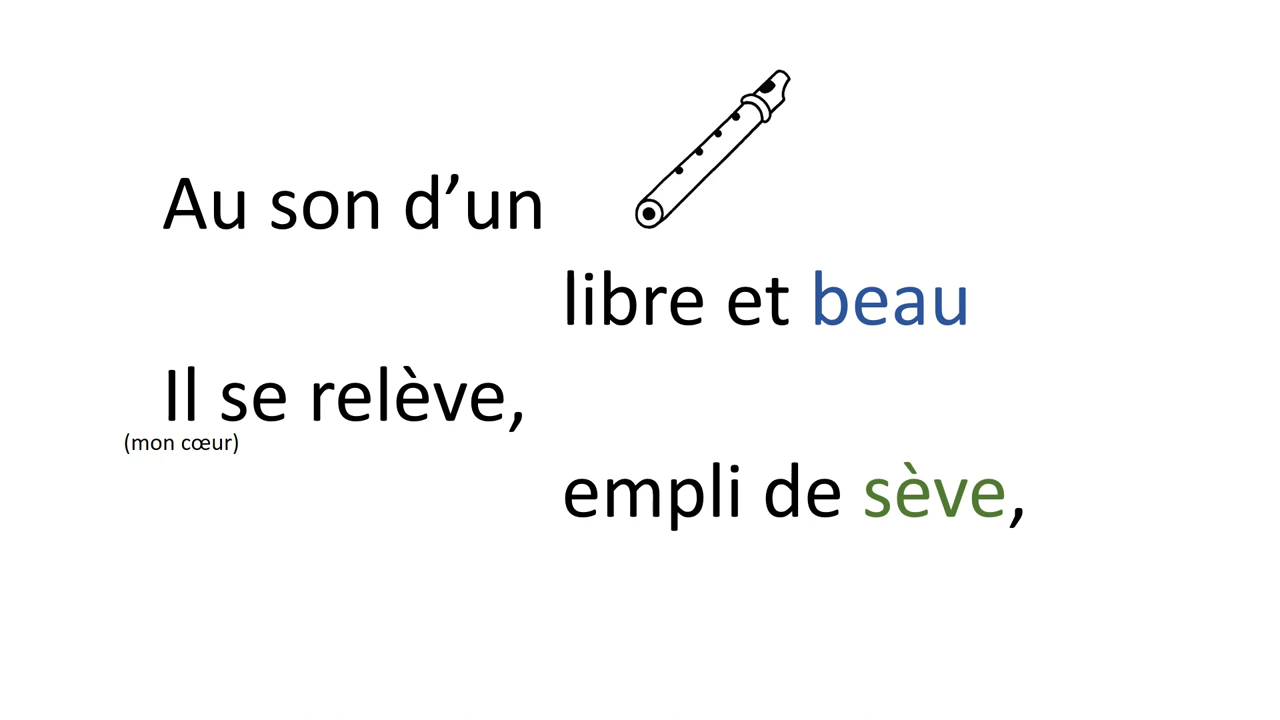 Au son d’un
libre et beau
Il se relève,
(mon cœur)
empli de sève,